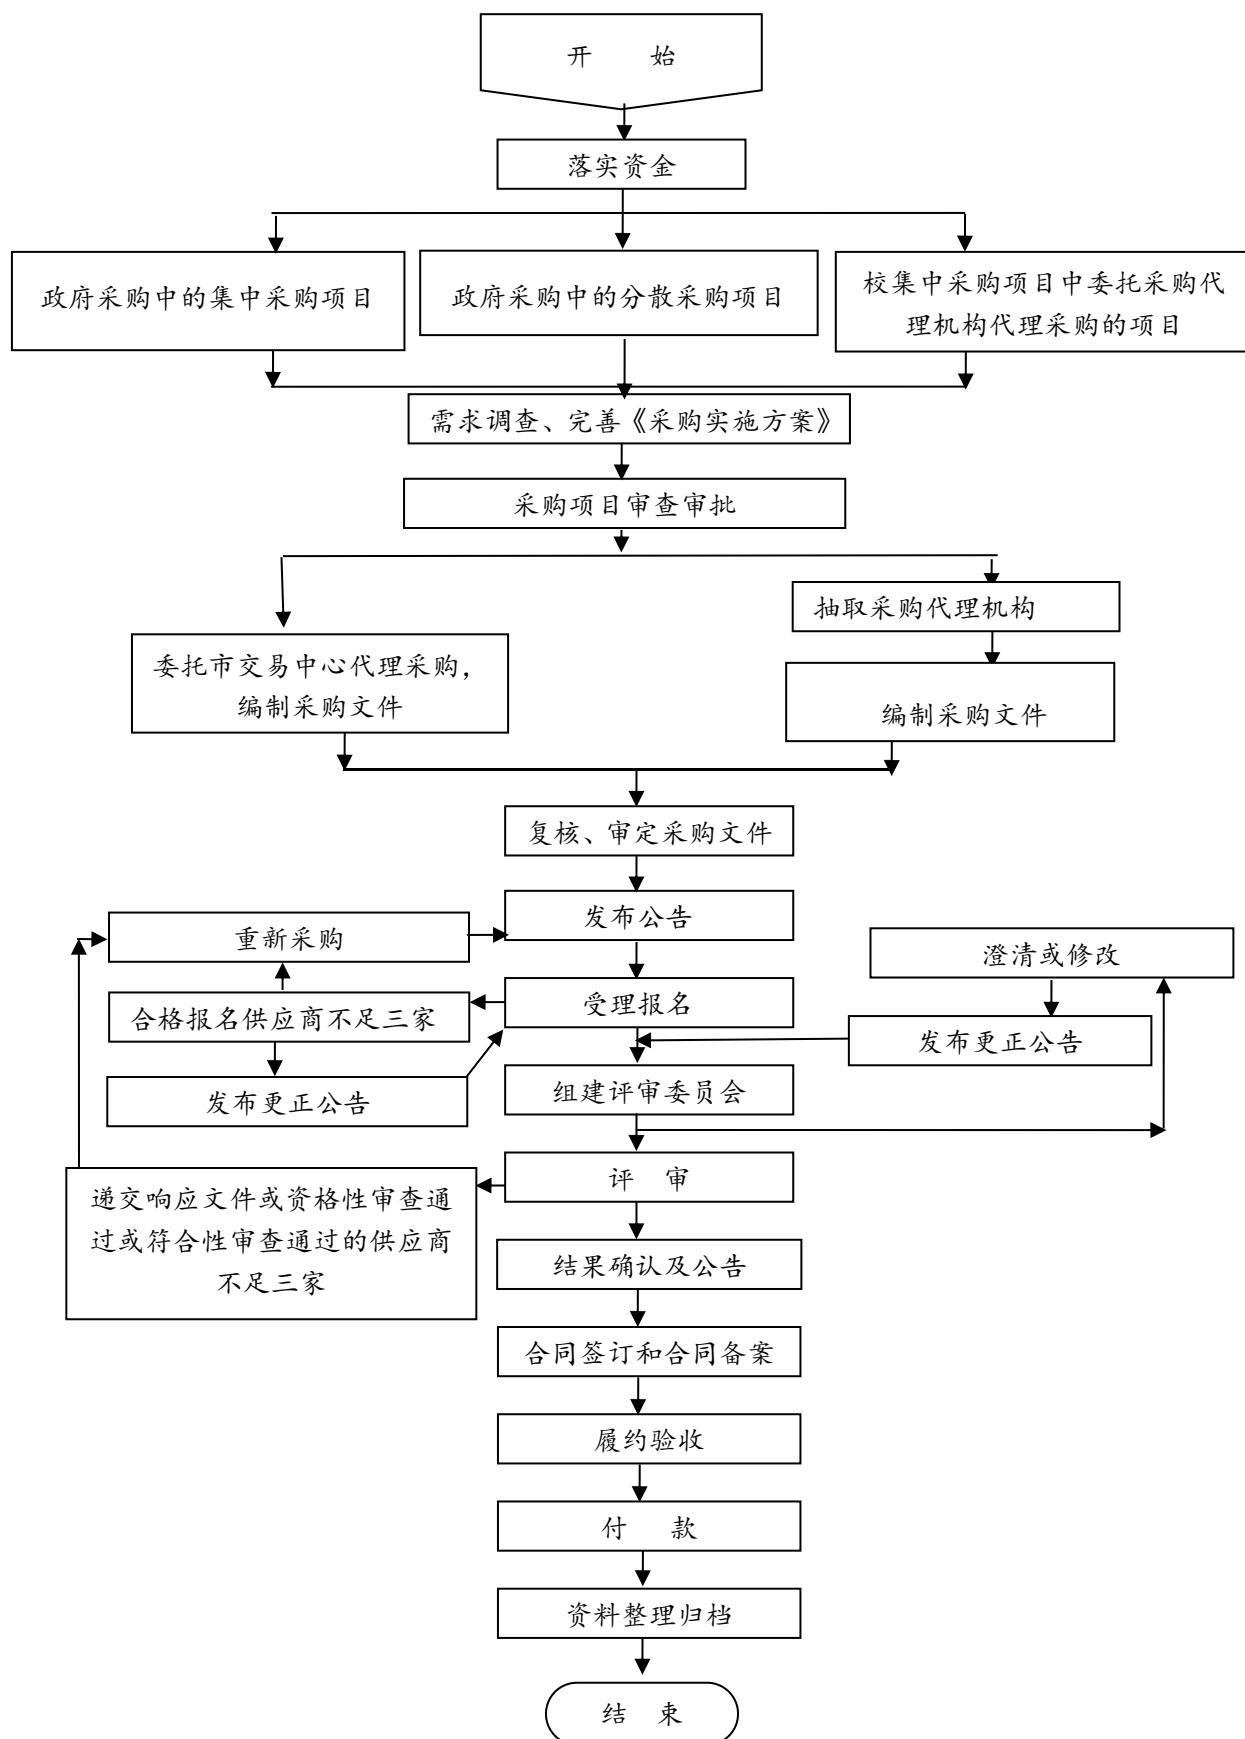 开 始
落实资金
政府采购中的集中采购项目
政府采购中的分散采购项目
校集中采购项目中委托采购代
理机构代理采购的项目
需求调查、完善《采购实施方案》
采购项目审查审批
抽取采购代理机构
委托市交易中心代理采购，
编制采购文件
编制采购文件
复核、审定采购文件
发布公告
重新采购
澄清或修改
受理报名
合格报名供应商不足三家
发布更正公告
组建评审委员会
发布更正公告
评 审
递交响应文件或资格性审查通
过或符合性审查通过的供应商
不足三家
结果确认及公告
合同签订和合同备案
履约验收
付 款
资料整理归档
结 束